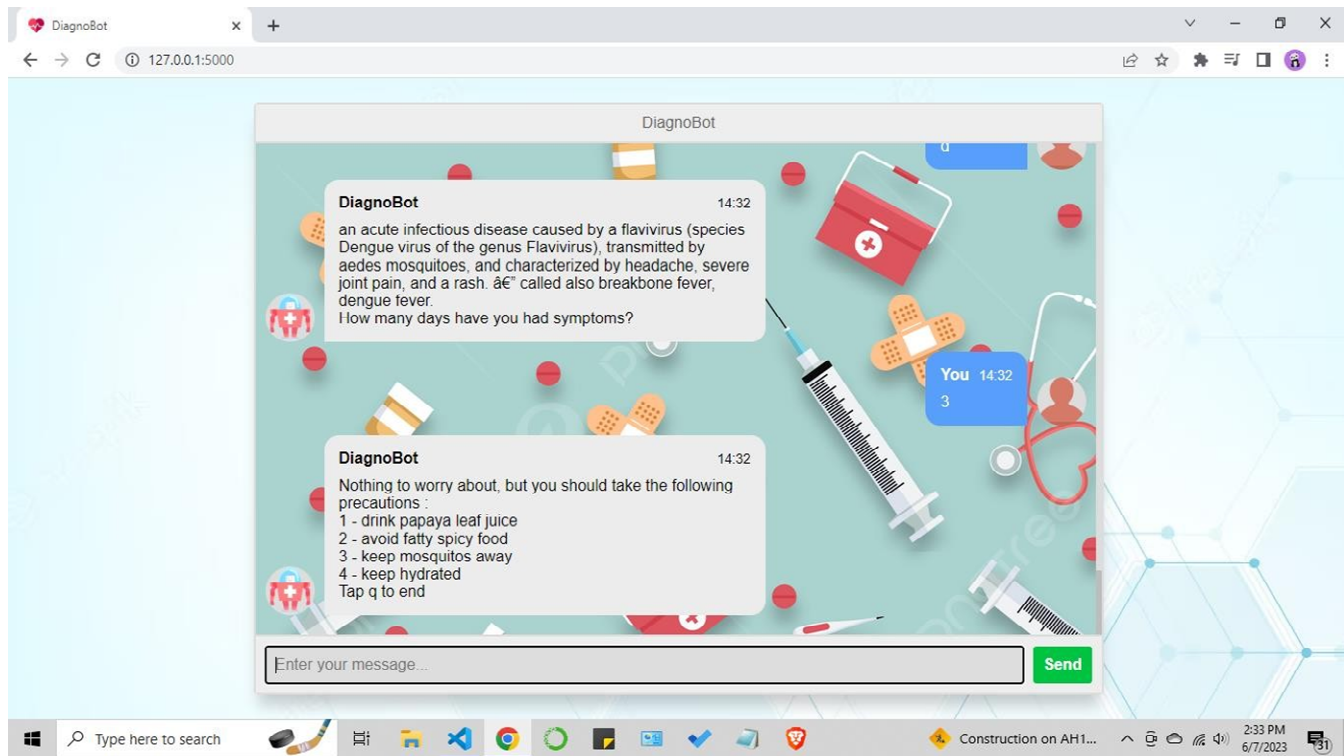 DiagnoBot
127.0.0.1:5000
DiagnoBot
d
DiagnoBot 14:32
an acute infectious disease caused by a flavivirus (species
Dengue virus of the genus Flavivirus), transmitted by
aedes mosquitoes, and characterized by headache, severe
joint pain, and a rash. â€” called also breakbone fever,
dengue fever.
How many days have you had symptoms?
You 14:32
3
DiagnoBot 14:32
Nothing to worry about, but you should take the following
precautions :
1 - drink papaya leaf juice
2 - avoid fatty spicy food
3 - keep mosquitos away
4 - keep hydrated
Tap q to end
Enter your message...
Send
Type here to search
Construction on AH1...
2:33 PM
6/7/2023
31